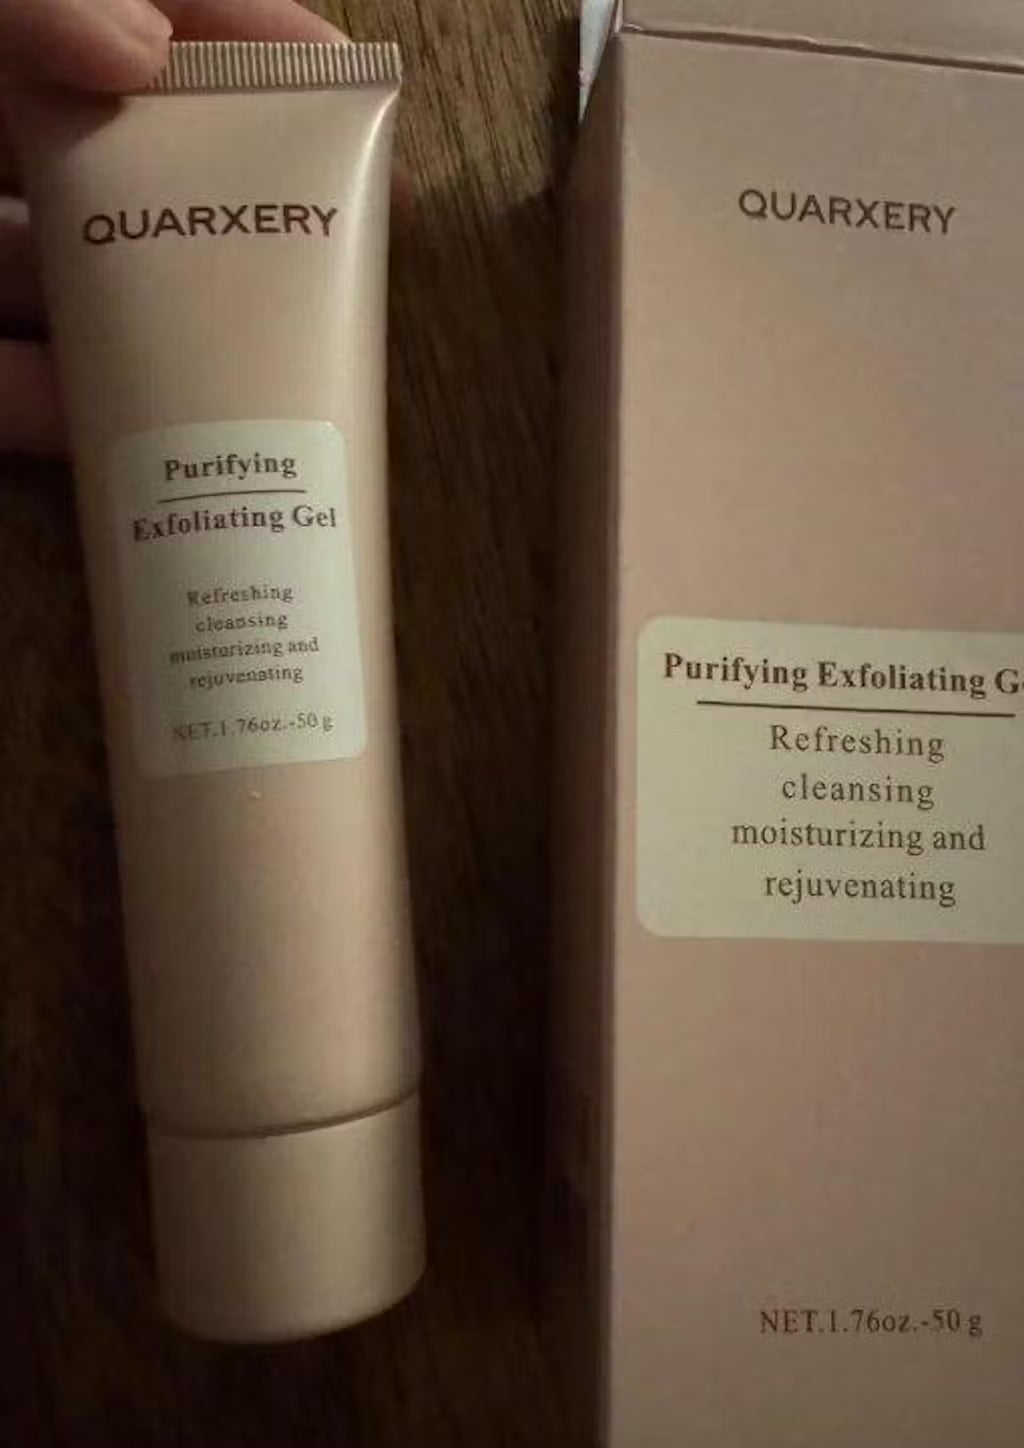 QUARXERY
Purifying
Exfoliating Gel
Refreshing
cleansing
moisturizing and
rejuvenating
NET.1.76oz.-50 g
QUARXERY
Purifying Exfoliating G
Refreshing
cleansing
moisturizing and
rejuvenating
NET.1.76oz.-50 g